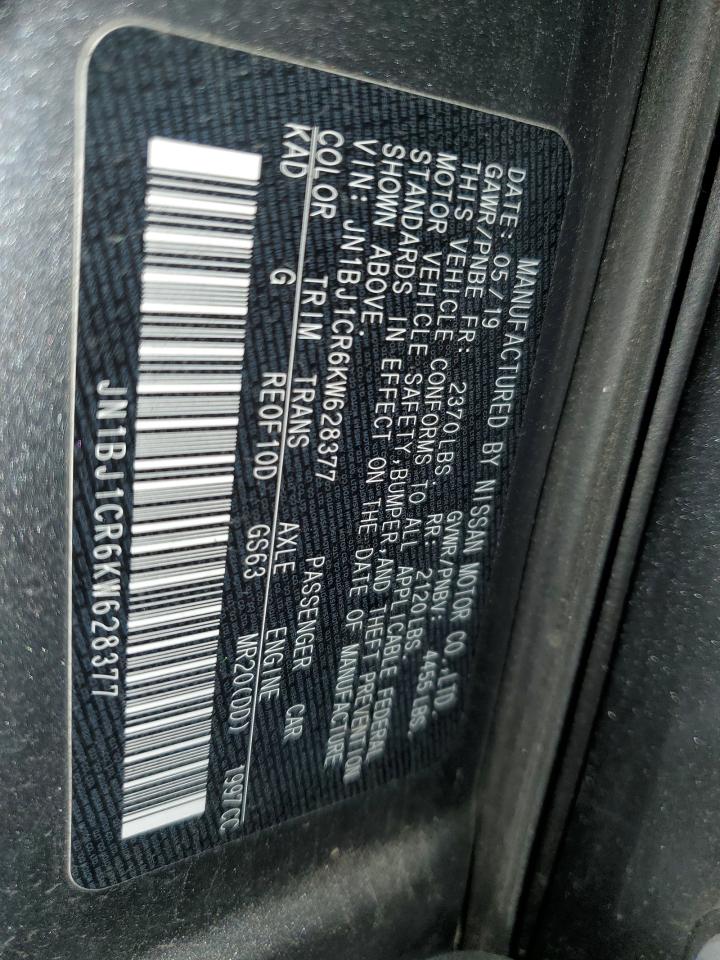 MANUFACTURED BY NISSAN MOTOR CO.,LTD.
DATE: 05/19 GVWR/PNBV: 4455LBS.
GAWR/PNBE FR: 2370LBS. RR 2120LBS
THIS VEHICLE CONFORMS TO ALL APPLICABLE FEDERAL
MOTOR VEHICLE SAFETY,BUMPER,AND THEFT PREVENTION
STANDARDS IN EFFECT ON THE DATE OF MANUFACTURE
SHOWN ABOVE.
VIN: JN1BJ1CR6KW628377 PASSENGER CAR
COLOR TRIM TRANS AXLE ENGINE
KAD G RE0F10D GS63 MR20(DD) 1997CC
JN1BJ1CR6KW628377